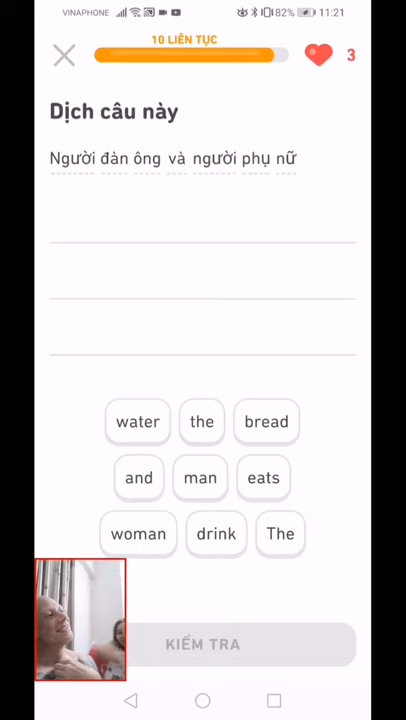 VINAPHONE 82% 11:21
10 LIÊN TỤC
3
Dịch câu này
Người đàn ông và người phụ nữ
water the bread
and man eats
woman drink The
KIỂM TRA